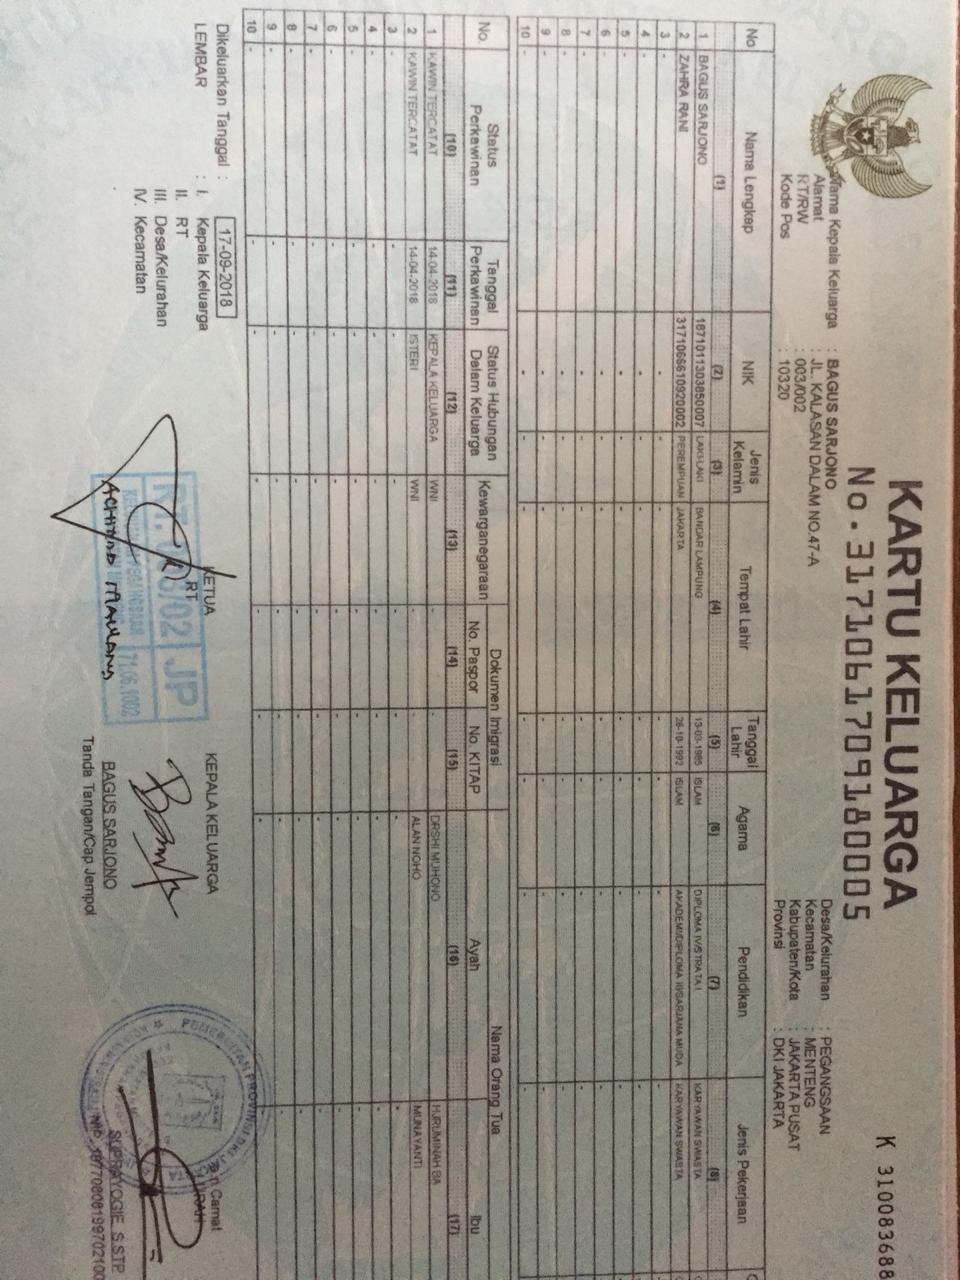 KARTU KELUARGA
No. 3171061709180005
K 310083688
Nama Kepala Keluarga : BAGUS SARJONO
Alamat : JL. KALASAN DALAM NO.47-A
RT/RW : 003/002
Kode Pos : 10320
Desa/Kelurahan : PEGANGSAAN
Kecamatan : MENTENG
Kabupaten/Kota : JAKARTA PUSAT
Provinsi : DKI JAKARTA
No Nama Lengkap NIK Jenis Kelamin Tempat Lahir Tanggal Lahir Agama Pendidikan Jenis Pekerjaan
(1) (2) (3) (4) (5) (6) (7) (8)
1 BAGUS SARJONO 1871011303850007 LAKI-LAKI BANDAR LAMPUNG 13-03-1985 ISLAM DIPLOMA IV/STRATA I KARYAWAN SWASTA
2 ZAHRA RANI 3171066610920002 PEREMPUAN JAKARTA 26-10-1992 ISLAM AKADEMI/DIPLOMA III/SARJANA MUDA KARYAWAN SWASTA
3 - - - - - - - -
4 - - - - - - - -
5 - - - - - - - -
6 - - - - - - - -
7 - - - - - - - -
8 - - - - - - - -
9 - - - - - - - -
10 - - - - - - - -
No. Status Perkawinan Tanggal Perkawinan Status Hubungan Dalam Keluarga Kewarganegaraan Dokumen Imigrasi Nama Orang Tua
No. Paspor No. KITAP Ayah Ibu
(10) (11) (12) (13) (14) (15) (16) (17)
1 KAWIN TERCATAT 14-04-2018 KEPALA KELUARGA WNI - - DRSHI MUHONO HJRUMINAH BA
2 KAWIN TERCATAT 14-04-2018 ISTERI WNI - - ALAN NOHO MUNAYANTI
3 - - - - - - - -
4 - - - - - - - -
5 - - - - - - - -
6 - - - - - - - -
7 - - - - - - - -
8 - - - - - - - -
9 - - - - - - - -
10 - - - - - - - -
Dikeluarkan Tanggal : 17-09-2018
LEMBAR : I. Kepala Keluarga
II. RT
III. Desa/Kelurahan
IV. Kecamatan
KETUA RT
RT. 003/02 JP
71.06.1002
ACHMAD MAULANA
KEPALA KELUARGA
BAGUS SARJONO
Tanda Tangan/Cap Jempol
Camat
SUPRAYOGIE, S.STP